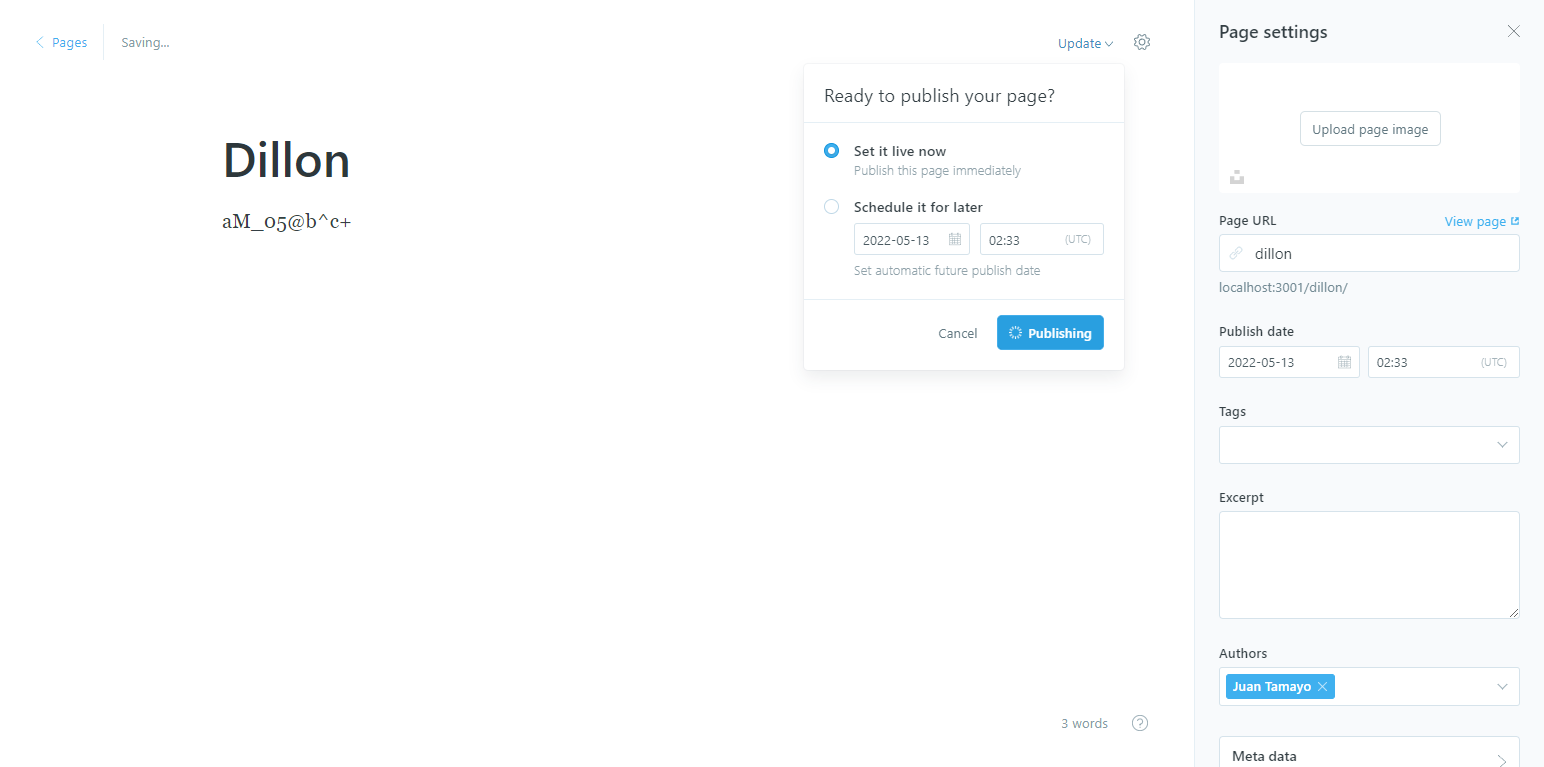 Pages
Saving...
Update
Dillon
aM_05@b^c+
Ready to publish your page?
Set it live now
Publish this page immediately
Schedule it for later
2022-05-13
02:33 (UTC)
Set automatic future publish date
Cancel
Publishing
3 words
?
Page settings
Upload page image
Page URL
View page
dillon
localhost:3001/dillon/
Publish date
2022-05-13
02:33 (UTC)
Tags
Excerpt
Authors
Juan Tamayo
Meta data